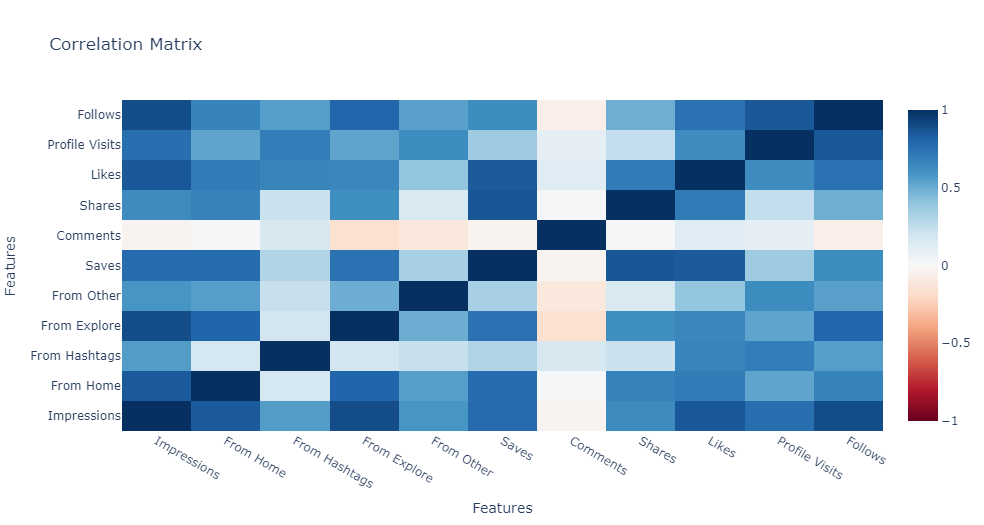 Correlation Matrix
Follows
Profile Visits
Likes
Shares
Comments
Saves
From Other
From Explore
From Hashtags
From Home
Impressions
Features
Impressions
From Home
From Hashtags
From Explore
From Other
Saves
Comments
Shares
Likes
Profile Visits
Follows
Features
1
0.5
0
−0.5
−1